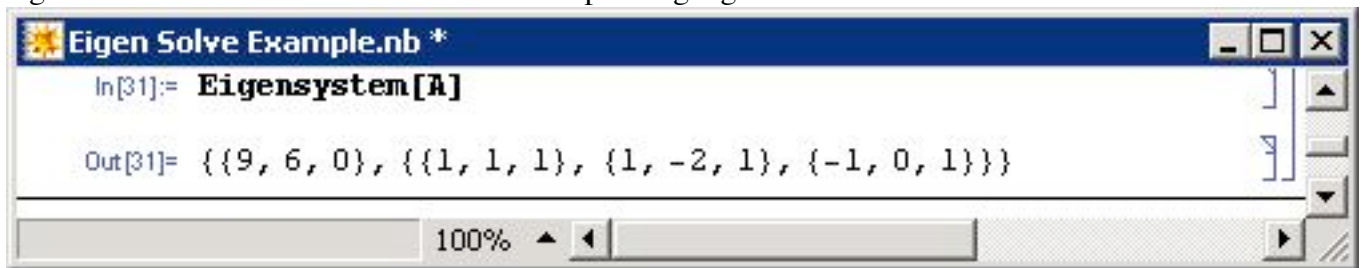 Eigen Solve Example.nb *
In[31]:= Eigensystem[A]
Out[31]= {{9, 6, 0}, {{1, 1, 1}, {1, -2, 1}, {-1, 0, 1}}}
100%